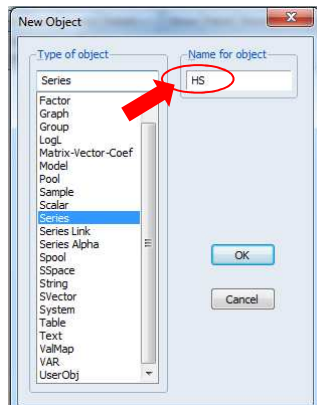 New Object
Type of object
Name for object
Series
HS
Factor
Graph
Group
LogL
Matrix-Vector-Coef
Model
Pool
Sample
Scalar
Series
Series Link
Series Alpha
Spool
SSpace
String
SVector
System
Table
Text
ValMap
VAR
UserObj
OK
Cancel